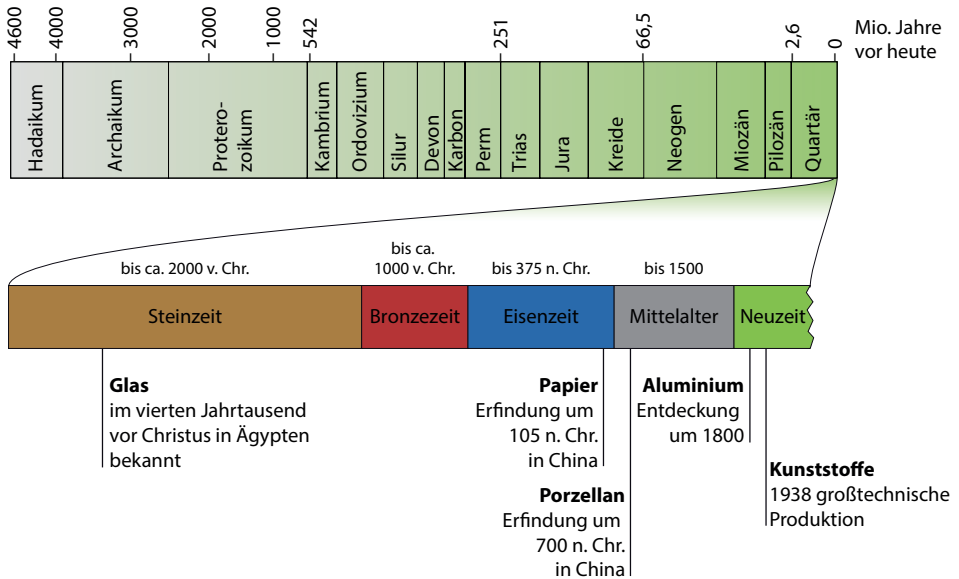 4600
4000
3000
2000
1000
542
251
66,5
2,6
0
Mio. Jahre
vor heute
Hadaikum
Archaikum
Protero-
zoikum
Kambrium
Ordovizium
Silur
Devon
Karbon
Perm
Trias
Jura
Kreide
Neogen
Miozän
Pilozän
Quartär
bis ca. 2000 v. Chr.
bis ca.
1000 v. Chr.
bis 375 n. Chr.
bis 1500
Steinzeit
Bronzezeit
Eisenzeit
Mittelalter
Neuzeit
Glas
im vierten Jahrtausend
vor Christus in Ägypten
bekannt
Papier
Erfindung um
105 n. Chr.
in China
Porzellan
Erfindung um
700 n. Chr.
in China
Aluminium
Entdeckung
um 1800
Kunststoffe
1938 großtechnische
Produktion